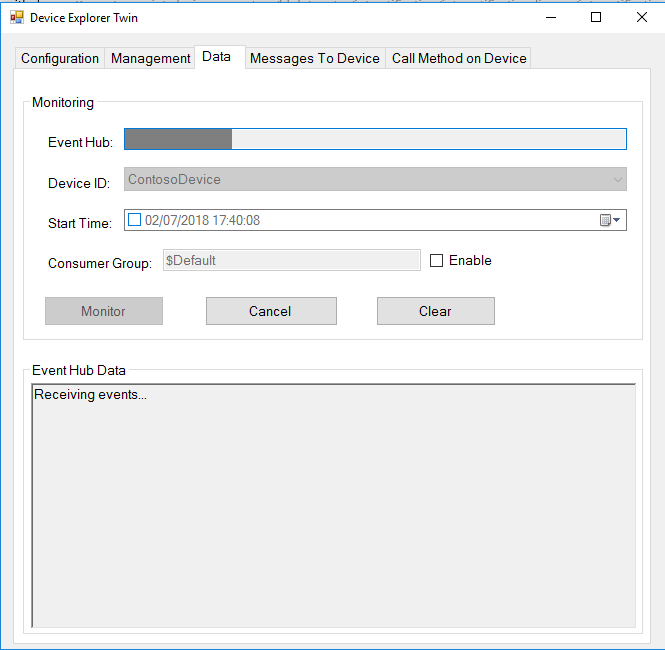 Device Explorer Twin
Configuration Management Data Messages To Device Call Method on Device
Monitoring
Event Hub:
Device ID: ContosoDevice
Start Time: 02/07/2018 17:40:08
Consumer Group: $Default Enable
Monitor Cancel Clear
Event Hub Data
Receiving events...